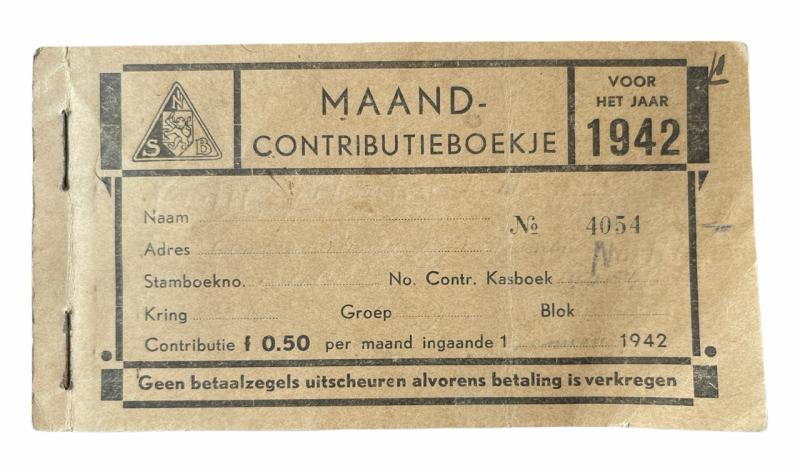 N
S B
MAAND-
CONTRIBUTIEBOEKJE
VOOR
HET JAAR
1942
Naam
No 4054
Adres
Stamboekno. No. Contr. Kasboek
Kring Groep Blok
Contributie f 0.50 per maand ingaande 1 1942
Geen betaalzegels uitscheuren alvorens betaling is verkregen